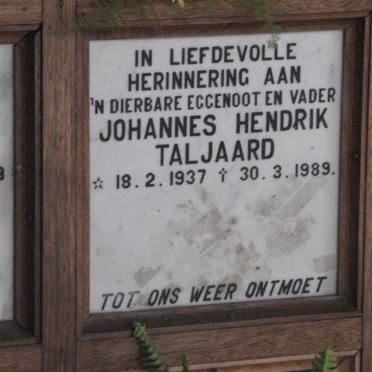 IN LIEFDEVOLLE
HERINNERING AAN
'N DIERBARE EGGENOOT EN VADER
JOHANNES HENDRIK
TALJAARD
☆ 18. 2. 1937 † 30. 3. 1989.
TOT ONS WEER ONTMOET
9